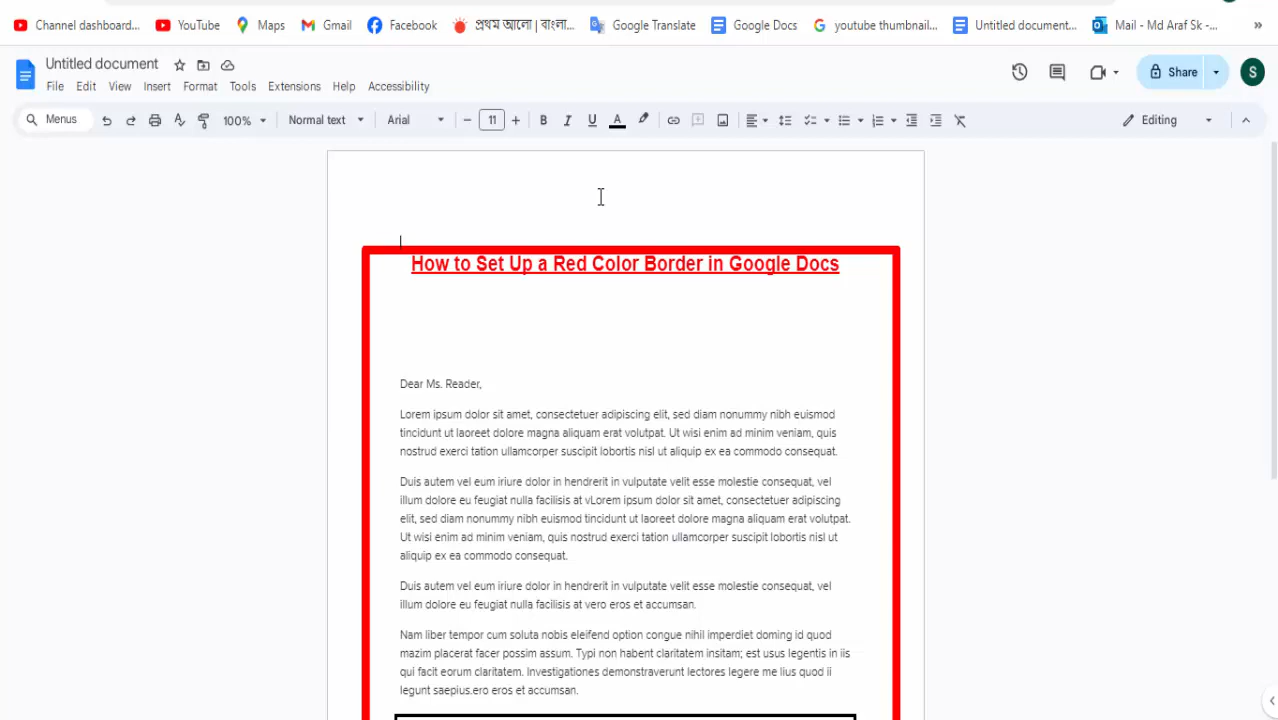 Channel dashboard... YouTube Maps Gmail Facebook প্রথম আলো | বাংলা... Google Translate Google Docs youtube thumbnail... Untitled document... Mail - Md Araf Sk -... »
Untitled document
File Edit View Insert Format Tools Extensions Help Accessibility
Share S
Menus 100% Normal text Arial 11 B I U A Editing
How to Set Up a Red Color Border in Google Docs
Dear Ms. Reader,
Lorem ipsum dolor sit amet, consectetuer adipiscing elit, sed diam nonummy nibh euismod
tincidunt ut laoreet dolore magna aliquam erat volutpat. Ut wisi enim ad minim veniam, quis
nostrud exerci tation ullamcorper suscipit lobortis nisl ut aliquip ex ea commodo consequat.
Duis autem vel eum iriure dolor in hendrerit in vulputate velit esse molestie consequat, vel
illum dolore eu feugiat nulla facilisis at vLorem ipsum dolor sit amet, consectetuer adipiscing
elit, sed diam nonummy nibh euismod tincidunt ut laoreet dolore magna aliquam erat volutpat.
Ut wisi enim ad minim veniam, quis nostrud exerci tation ullamcorper suscipit lobortis nisl ut
aliquip ex ea commodo consequat.
Duis autem vel eum iriure dolor in hendrerit in vulputate velit esse molestie consequat, vel
illum dolore eu feugiat nulla facilisis at vero eros et accumsan.
Nam liber tempor cum soluta nobis eleifend option congue nihil imperdiet doming id quod
mazim placerat facer possim assum. Typi non habent claritatem insitam; est usus legentis in iis
qui facit eorum claritatem. Investigationes demonstraverunt lectores legere me lius quod ii
legunt saepius.ero eros et accumsan.